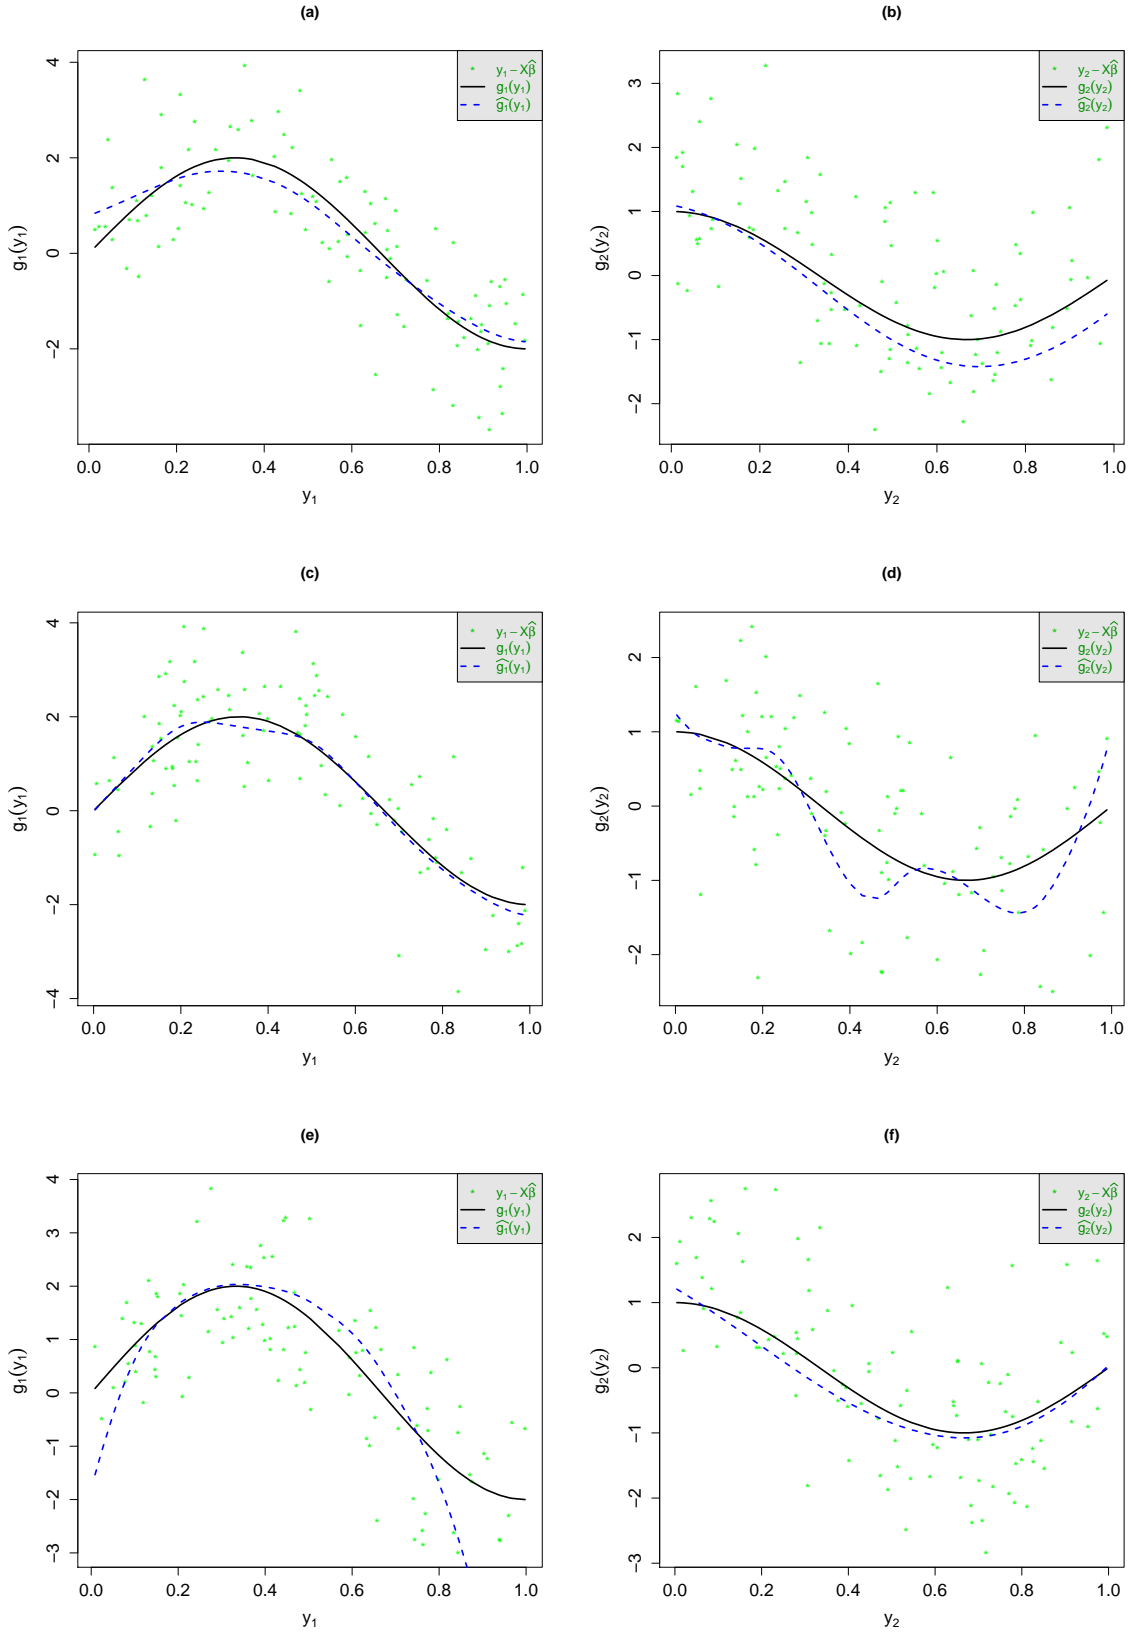 (a)
y₁ − Xβ̂
g₁(y₁)
ĝ₁(y₁)
4
2
0
−2
g₁(y₁)
0.0 0.2 0.4 0.6 0.8 1.0
y₁
(b)
y₂ − Xβ̂
g₂(y₂)
ĝ₂(y₂)
3
2
1
0
−1
−2
g₂(y₂)
0.0 0.2 0.4 0.6 0.8 1.0
y₂
(c)
y₁ − Xβ̂
g₁(y₁)
ĝ₁(y₁)
4
2
0
−2
−4
g₁(y₁)
0.0 0.2 0.4 0.6 0.8 1.0
y₁
(d)
y₂ − Xβ̂
g₂(y₂)
ĝ₂(y₂)
2
1
0
−1
−2
g₂(y₂)
0.0 0.2 0.4 0.6 0.8 1.0
y₂
(e)
y₁ − Xβ̂
g₁(y₁)
ĝ₁(y₁)
4
3
2
1
0
−1
−2
−3
g₁(y₁)
0.0 0.2 0.4 0.6 0.8 1.0
y₁
(f)
y₂ − Xβ̂
g₂(y₂)
ĝ₂(y₂)
2
1
0
−1
−2
−3
g₂(y₂)
0.0 0.2 0.4 0.6 0.8 1.0
y₂